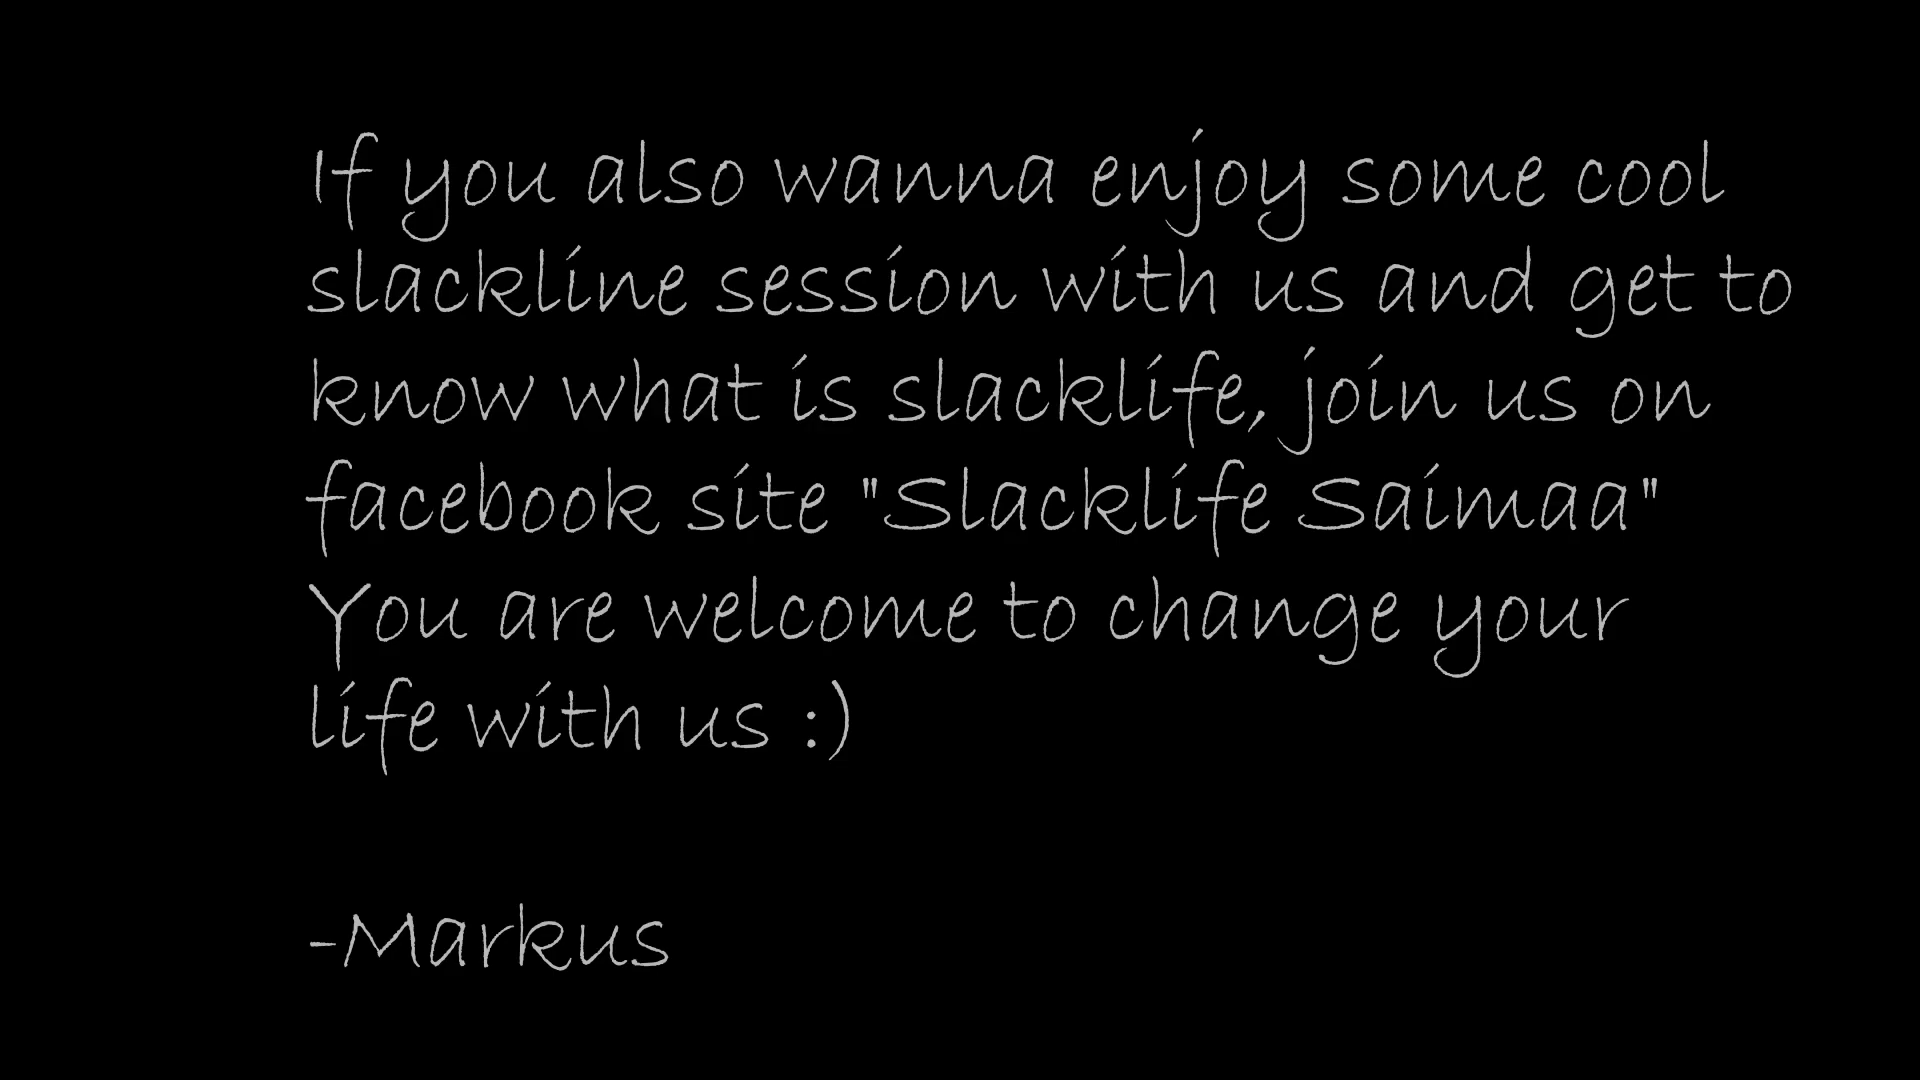 If you also wanna enjoy some cool
slackline session with us and get to
know what is slacklife, join us on
facebook site "Slacklife Saimaa"
You are welcome to change your
life with us :)
-Markus